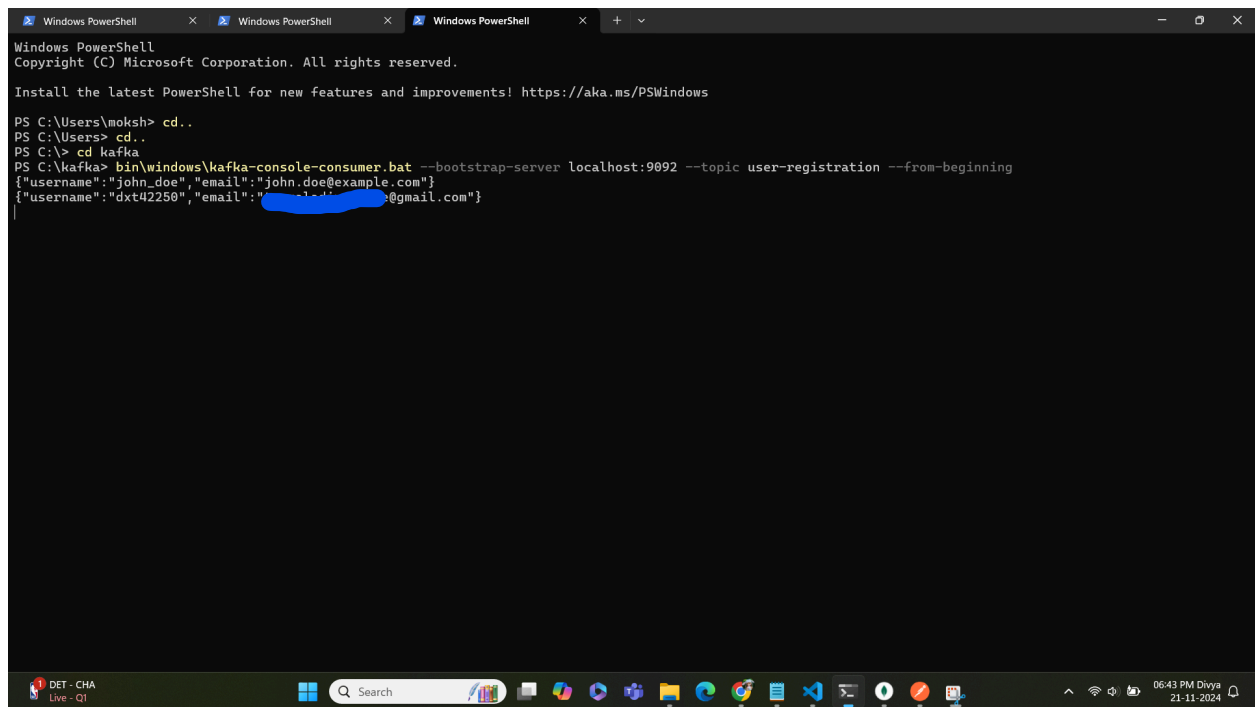 Windows PowerShell
Windows PowerShell
Windows PowerShell
Windows PowerShell
Copyright (C) Microsoft Corporation. All rights reserved.
Install the latest PowerShell for new features and improvements! https://aka.ms/PSWindows
PS C:\Users\moksh> cd..
PS C:\Users> cd..
PS C:\> cd kafka
PS C:\kafka> bin\windows\kafka-console-consumer.bat --bootstrap-server localhost:9092 --topic user-registration --from-beginning
{"username":"john_doe","email":"john.doe@example.com"}
{"username":"dxt42250","email":" e@gmail.com"}
1
DET - CHA
Live - Q1
Search
06:43 PM Divya
21-11-2024